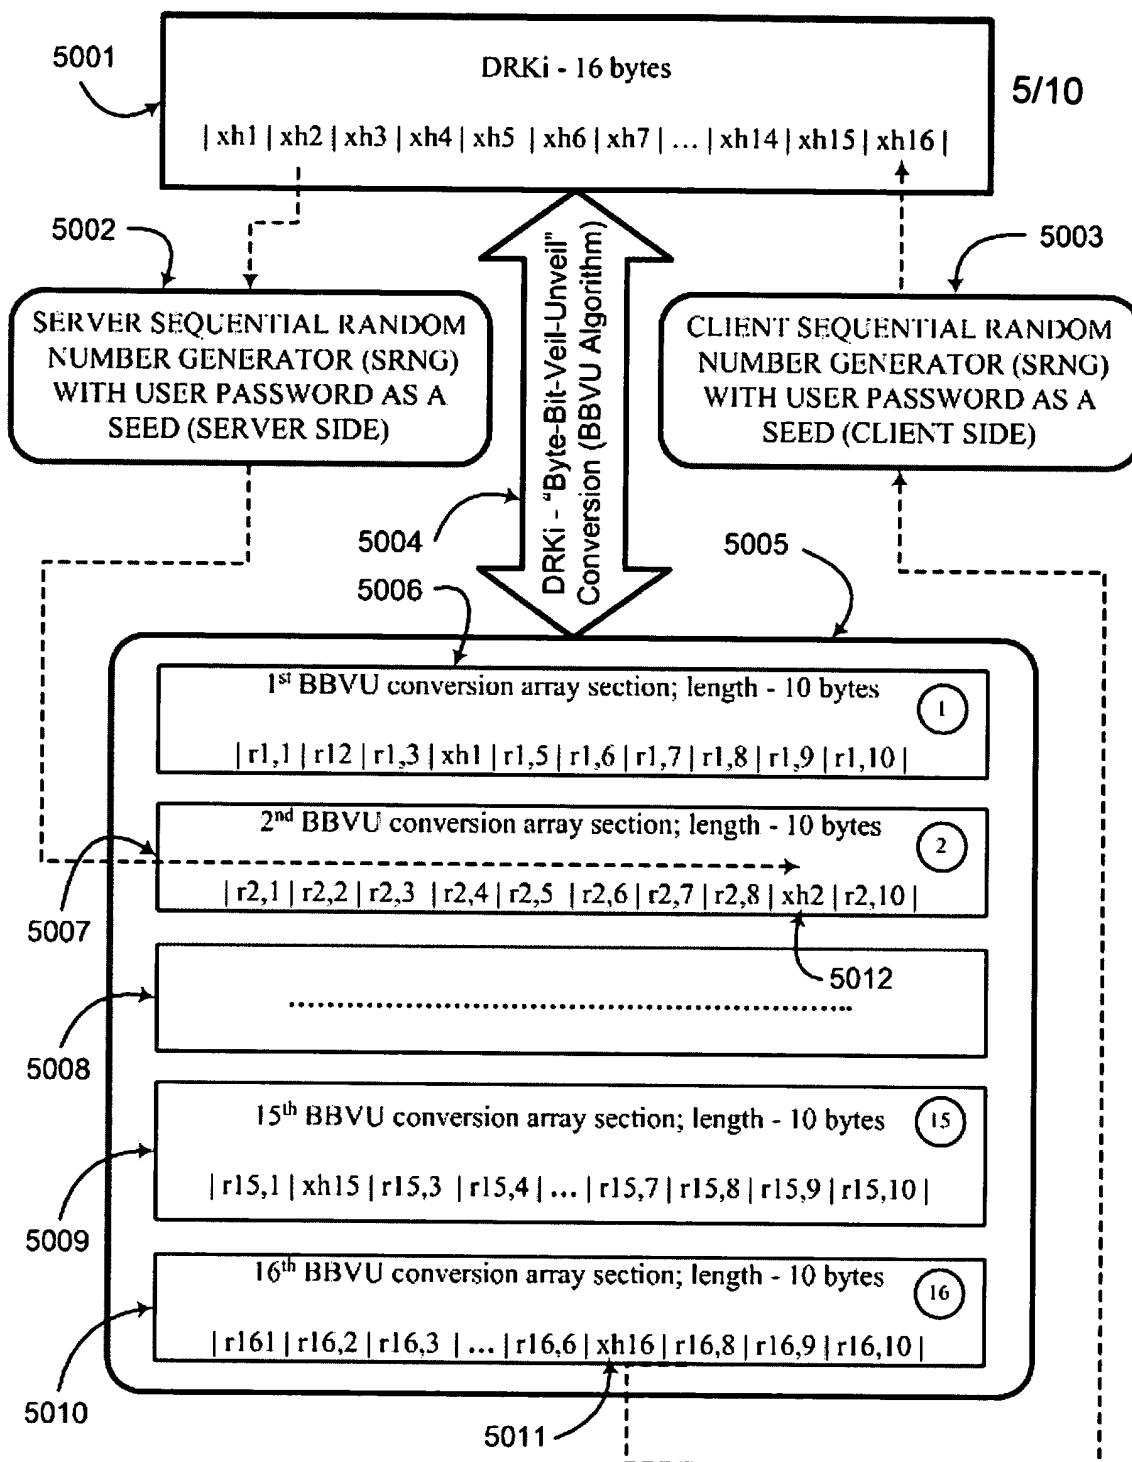 5001
DRKi - 16 bytes
5/10
| xh1 | xh2 | xh3 | xh4 | xh5 | xh6 | xh7 | ... | xh14 | xh15 | xh16 |
5002
5003
SERVER SEQUENTIAL RANDOM
NUMBER GENERATOR (SRNG)
WITH USER PASSWORD AS A
SEED (SERVER SIDE)
DRKi - "Byte-Bit-Veil-Unveil"
Conversion (BBVU Algorithm)
CLIENT SEQUENTIAL RANDOM
NUMBER GENERATOR (SRNG)
WITH USER PASSWORD AS A
SEED (CLIENT SIDE)
5004
5005
5006
1st BBVU conversion array section; length - 10 bytes
1
| r1,1 | r12 | r1,3 | xh1 | r1,5 | r1,6 | r1,7 | r1,8 | r1,9 | r1,10 |
2nd BBVU conversion array section; length - 10 bytes
2
| r2,1 | r2,2 | r2,3 | r2,4 | r2,5 | r2,6 | r2,7 | r2,8 | xh2 | r2,10 |
5007
5012
..........................................................
5008
15th BBVU conversion array section; length - 10 bytes
15
| r15,1 | xh15 | r15,3 | r15,4 | ... | r15,7 | r15,8 | r15,9 | r15,10 |
5009
16th BBVU conversion array section; length - 10 bytes
16
| r161 | r16,2 | r16,3 | ... | r16,6 | xh16 | r16,8 | r16,9 | r16,10 |
5010
5011